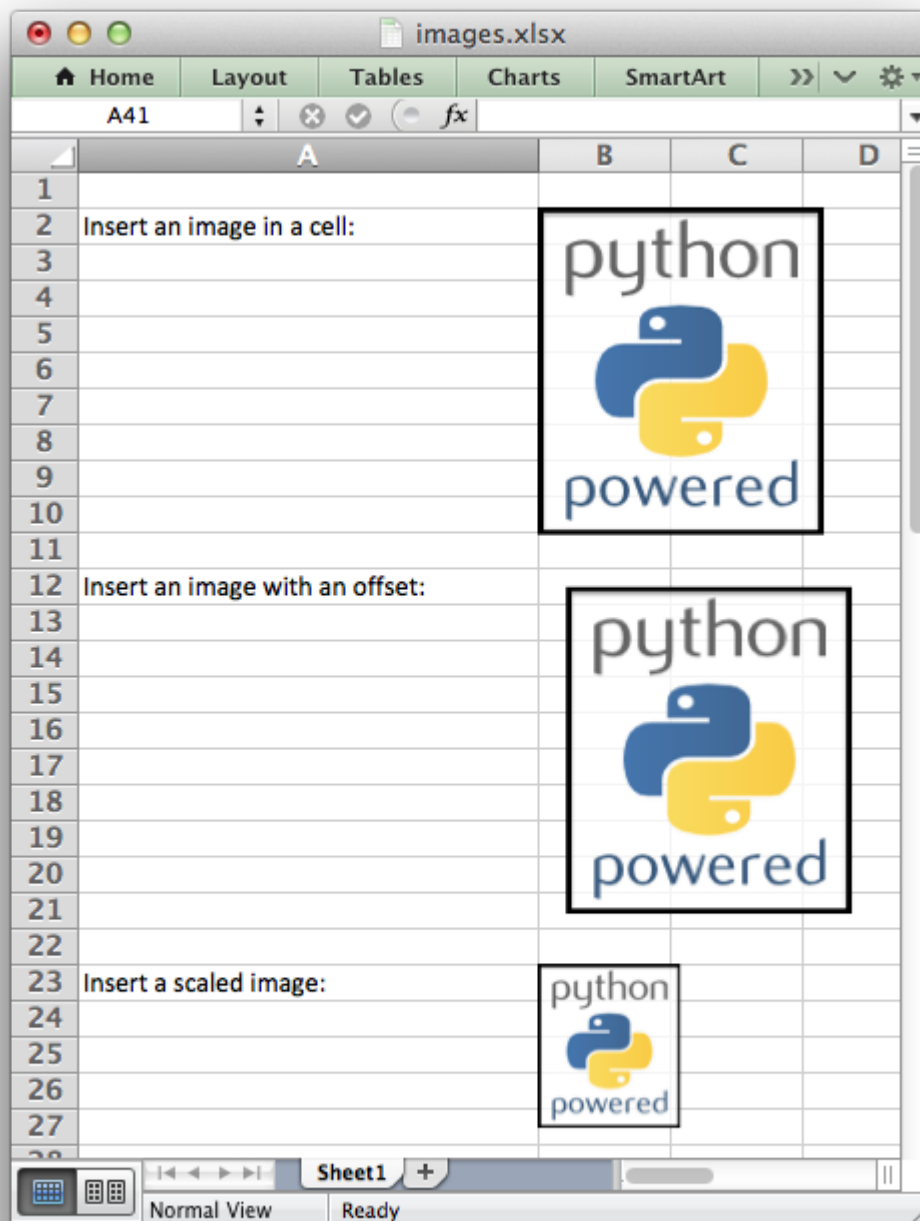 images.xlsx
Home Layout Tables Charts SmartArt
A41 fx
A B C D
1
2 Insert an image in a cell:
python
3
4
5
6
7
8
9
powered
10
11
12 Insert an image with an offset:
python
13
14
15
16
17
18
19
20 powered
21
22
23 Insert a scaled image: python
24
25
26 powered
27
28
Sheet1 +
Normal View Ready